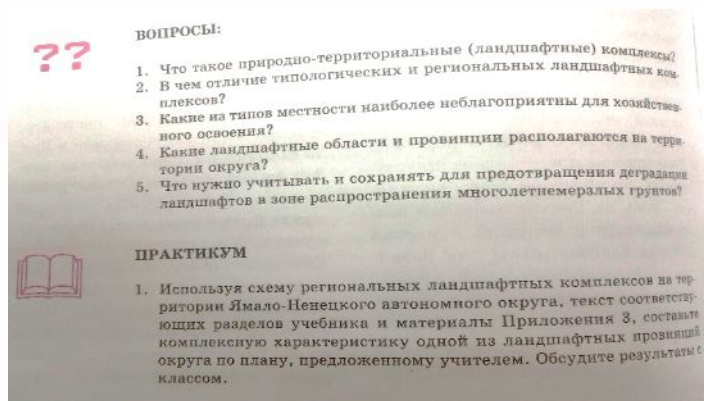 ??
ВОПРОСЫ:
1. Что такое природно-территориальные (ландшафтные) комплексы?
2. В чем отличие типологических и региональных ландшафтных ком-
плексов?
3. Какие из типов местности наиболее неблагоприятны для хозяйствен-
ного освоения?
4. Какие ландшафтные области и провинции располагаются на терри-
тории округа?
5. Что нужно учитывать и сохранять для предотвращения деградации
ландшафтов в зоне распространения многолетнемерзлых грунтов?
ПРАКТИКУМ
1. Используя схему региональных ландшафтных комплексов на тер-
ритории Ямало-Ненецкого автономного округа, текст соответству-
ющих разделов учебника и материалы Приложения 3, составьте
комплексную характеристику одной из ландшафтных провинций
округа по плану, предложенному учителем. Обсудите результаты с
классом.